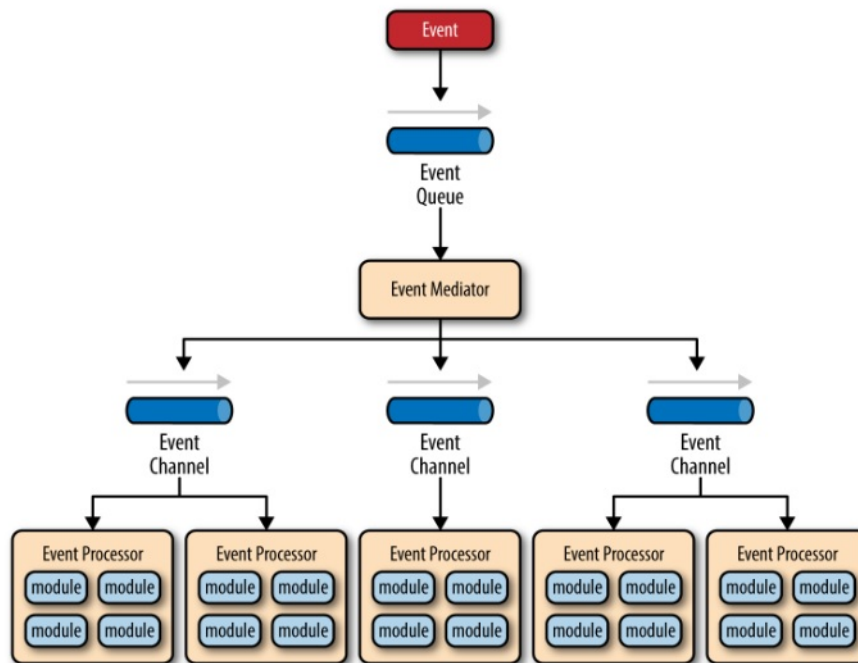 Event
Event
Queue
Event Mediator
Event
Channel
Event
Channel
Event
Channel
Event Processor
module module
module module
Event Processor
module module
module module
Event Processor
module module
module module
Event Processor
module module
module module
Event Processor
module module
module module